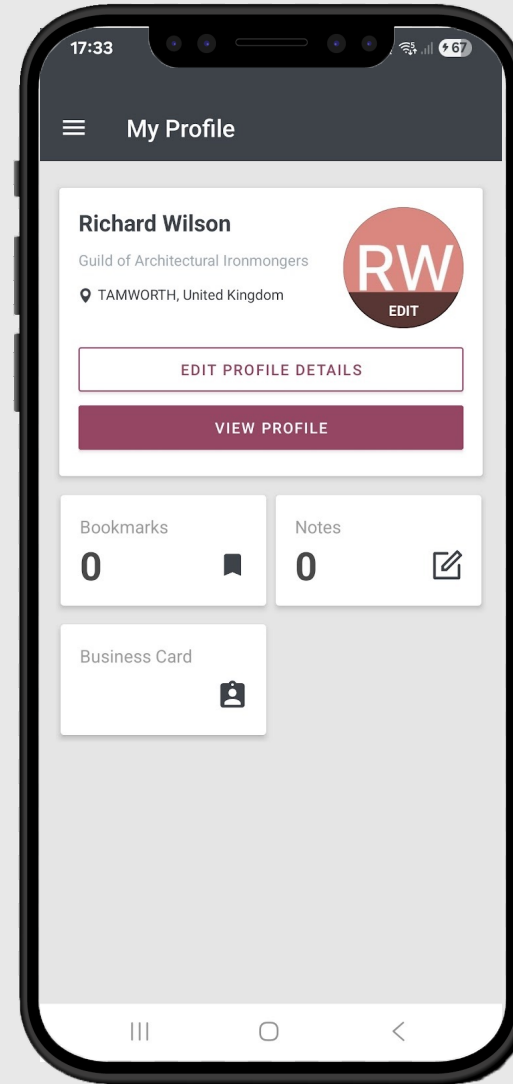 17:33
67
My Profile
Richard Wilson
Guild of Architectural Ironmongers
TAMWORTH, United Kingdom
RW
EDIT
EDIT PROFILE DETAILS
VIEW PROFILE
Bookmarks
0
Notes
0
Business Card